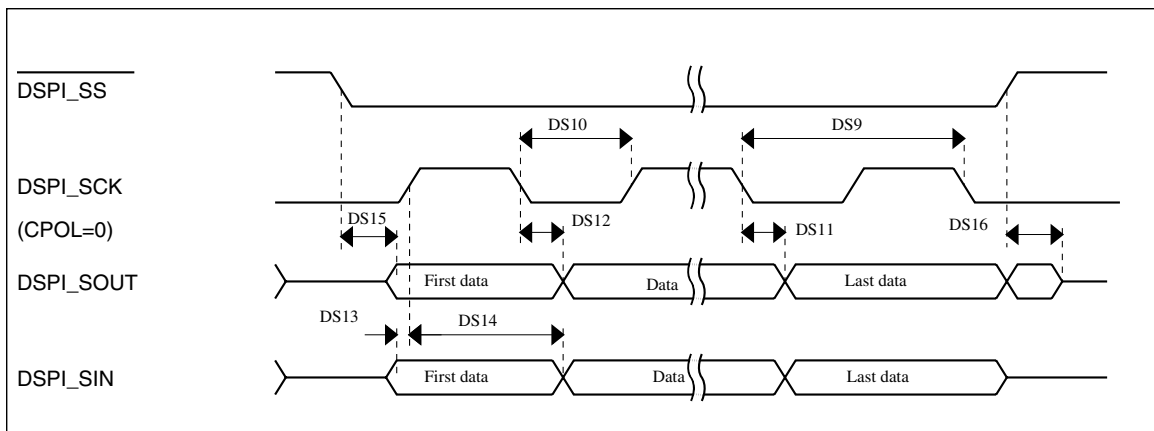 DSPI_SS
DS10
DS9
DSPI_SCK
(CPOL=0)
DS15
DS12
DS11
DS16
DSPI_SOUT
First data
Data
Last data
DS13
DS14
DSPI_SIN
First data
Data
Last data